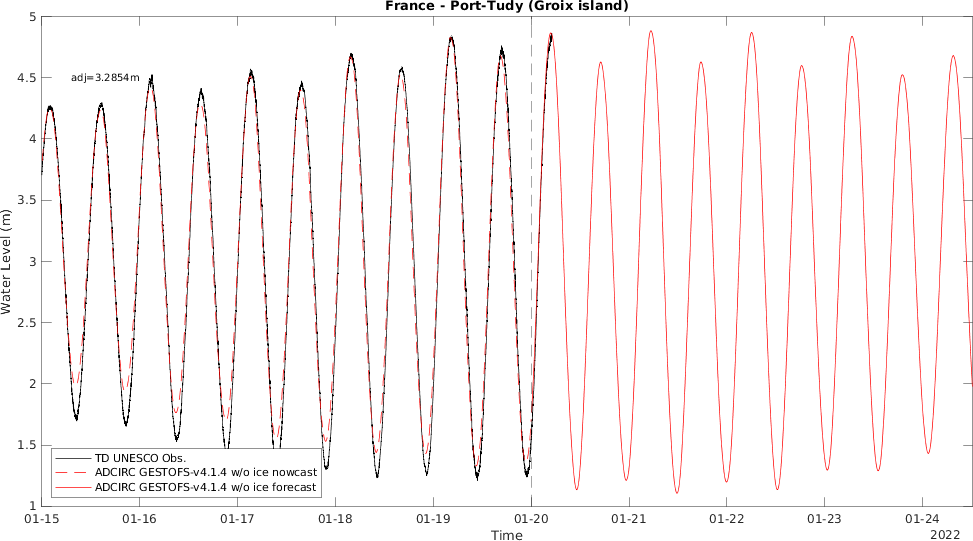 France - Port-Tudy (Groix island)
adj=3.2854m
5
4.5
4
3.5
3
2.5
2
1.5
1
Water Level (m)
TD UNESCO Obs.
ADCIRC GESTOFS-v4.1.4 w/o ice nowcast
ADCIRC GESTOFS-v4.1.4 w/o ice forecast
01-15 01-16 01-17 01-18 01-19 01-20 01-21 01-22 01-23 01-24
Time
2022